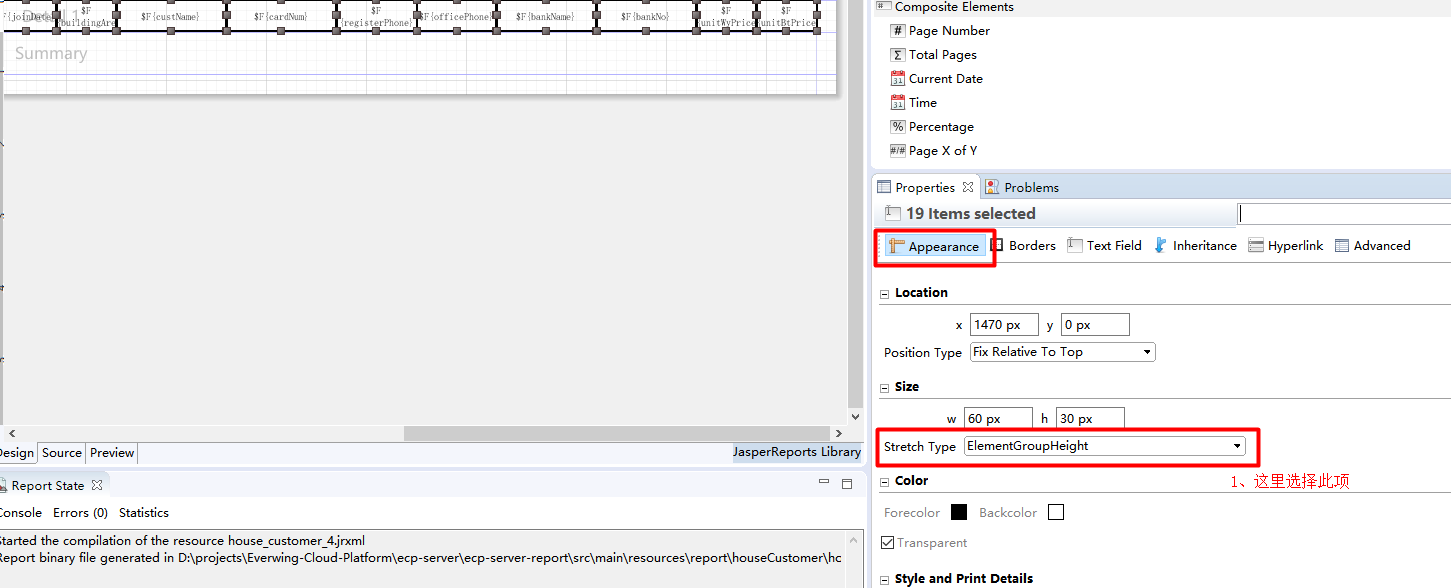 $F{joinDate}
Detail 1
$F
{buildingAre
$F{custName}
$F{cardNum}
$F
{registerPhone}
$F{officePhone}
$F{bankName}
$F{bankNo}
$F
unitWyPrice
$F
unitBtPrice
Summary
Composite Elements
# Page Number
Σ Total Pages
31 Current Date
31 Time
% Percentage
#/# Page X of Y
Properties
Problems
19 Items selected
Appearance
Borders
Text Field
Inheritance
Hyperlink
Advanced
Location
x 1470 px y 0 px
Position Type Fix Relative To Top
Size
w 60 px h 30 px
Stretch Type ElementGroupHeight
1、这里选择此项
Color
Forecolor Backcolor
Transparent
Style and Print Details
Design Source Preview
JasperReports Library
Report State
Console Errors (0) Statistics
Started the compilation of the resource house_customer_4.jrxml
Report binary file generated in D:\projects\Everwing-Cloud-Platform\ecp-server\ecp-server-report\src\main\resources\report\houseCustomer\hc